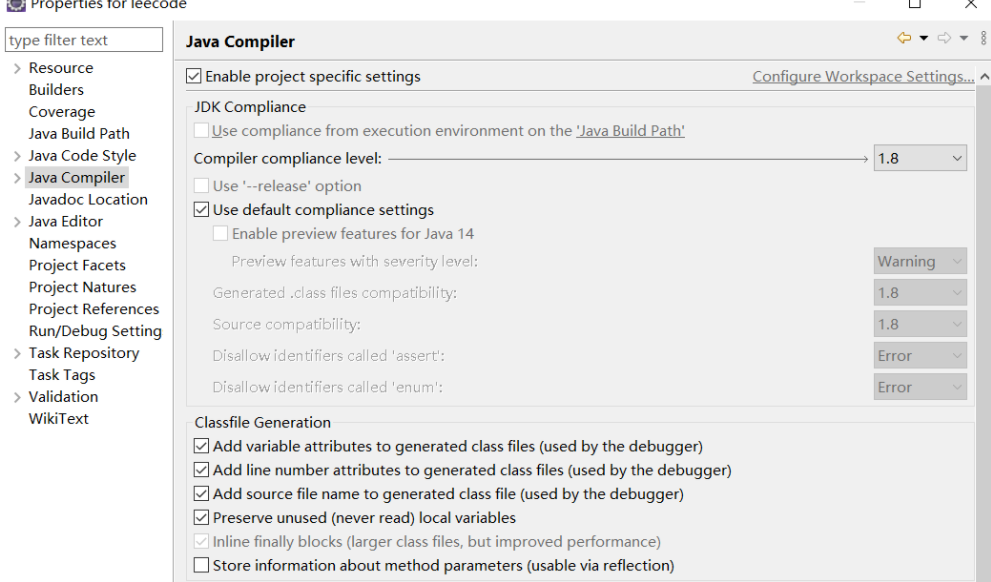 Properties for leecode
type filter text
Resource
Builders
Coverage
Java Build Path
Java Code Style
Java Compiler
Javadoc Location
Java Editor
Namespaces
Project Facets
Project Natures
Project References
Run/Debug Setting
Task Repository
Task Tags
Validation
WikiText
Java Compiler
Enable project specific settings
Configure Workspace Settings...
JDK Compliance
Use compliance from execution environment on the 'Java Build Path'
Compiler compliance level: 1.8
Use '--release' option
Use default compliance settings
Enable preview features for Java 14
Preview features with severity level: Warning
Generated .class files compatibility: 1.8
Source compatibility: 1.8
Disallow identifiers called 'assert': Error
Disallow identifiers called 'enum': Error
Classfile Generation
Add variable attributes to generated class files (used by the debugger)
Add line number attributes to generated class files (used by the debugger)
Add source file name to generated class file (used by the debugger)
Preserve unused (never read) local variables
Inline finally blocks (larger class files, but improved performance)
Store information about method parameters (usable via reflection)